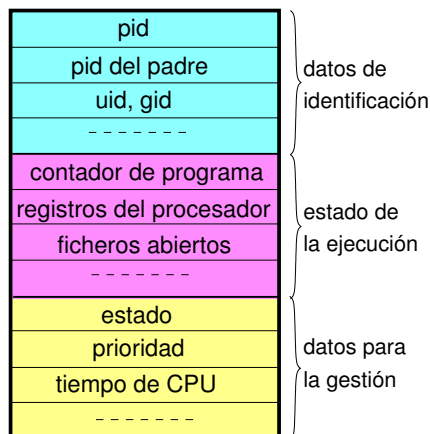 pid
pid del padre
uid, gid
- - - - - - -
datos de
identificación
contador de programa
registros del procesador
ficheros abiertos
- - - - - - -
estado de
la ejecución
estado
prioridad
tiempo de CPU
- - - - - - -
datos para
la gestión